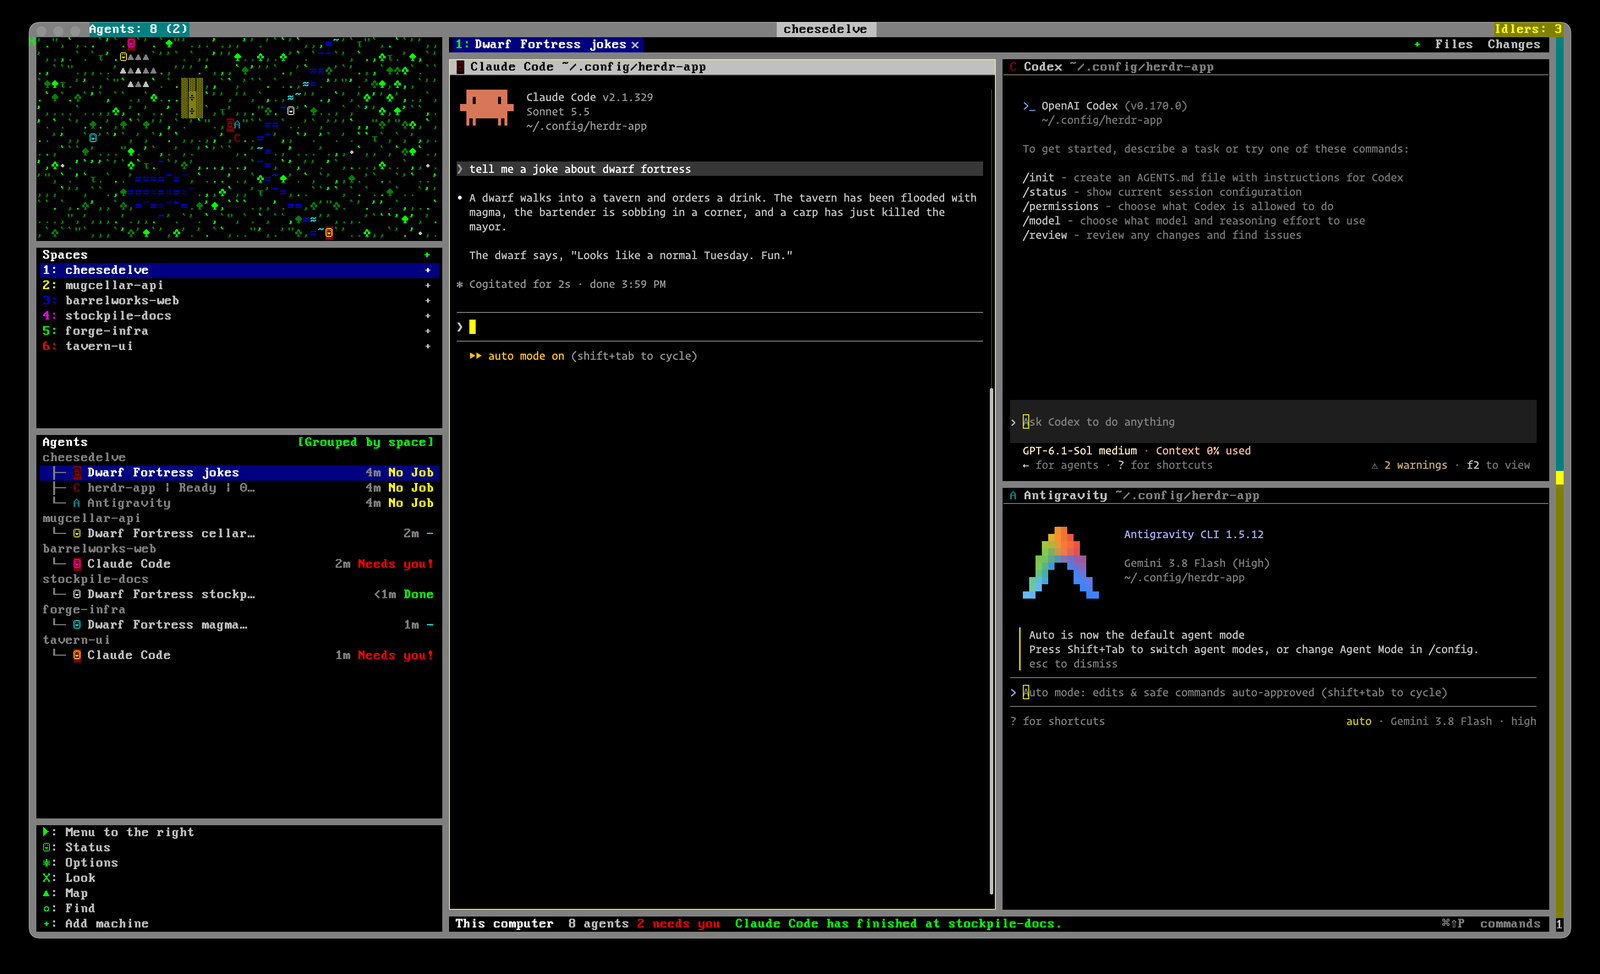 Agents: 8 (2)
cheesedelve
Idlers: 3
Spaces +
1: cheesedelve +
2: mugcellar-api +
3: barrelworks-web +
4: stockpile-docs +
5: forge-infra +
6: tavern-ui +
Agents [Grouped by space]
cheesedelve
Dwarf Fortress jokes 4m No Job
C herdr-app | Ready | 0… 4m No Job
A Antigravity 4m No Job
mugcellar-api
Dwarf Fortress cellar… 2m –
barrelworks-web
Claude Code 2m Needs you!
stockpile-docs
Dwarf Fortress stockp… <1m Done
forge-infra
Dwarf Fortress magma… 1m –
tavern-ui
Claude Code 1m Needs you!
: Menu to the right
: Status
: Options
X: Look
▲: Map
o: Find
+: Add machine
1: Dwarf Fortress jokes ×
+ Files Changes
Claude Code ~/.config/herdr-app
Claude Code v2.1.329
Sonnet 5.5
~/.config/herdr-app
❯ tell me a joke about dwarf fortress
• A dwarf walks into a tavern and orders a drink. The tavern has been flooded with
magma, the bartender is sobbing in a corner, and a carp has just killed the
mayor.
The dwarf says, "Looks like a normal Tuesday. Fun."
✻ Cogitated for 2s · done 3:59 PM
❯
▸▸ auto mode on (shift+tab to cycle)
C Codex ~/.config/herdr-app
>_ OpenAI Codex (v0.170.0)
~/.config/herdr-app
To get started, describe a task or try one of these commands:
/init - create an AGENTS.md file with instructions for Codex
/status - show current session configuration
/permissions - choose what Codex is allowed to do
/model - choose what model and reasoning effort to use
/review - review any changes and find issues
› Ask Codex to do anything
GPT-6.1-Sol medium · Context 0% used
← for agents · ? for shortcuts ⚠ 2 warnings · f2 to view
A Antigravity ~/.config/herdr-app
Antigravity CLI 1.5.12
Gemini 3.8 Flash (High)
~/.config/herdr-app
Auto is now the default agent mode
Press Shift+Tab to switch agent modes, or change Agent Mode in /config.
esc to dismiss
> Auto mode: edits & safe commands auto-approved (shift+tab to cycle)
? for shortcuts auto · Gemini 3.8 Flash · high
This computer 8 agents 2 needs you Claude Code has finished at stockpile-docs.
⌘⇧P commands 1